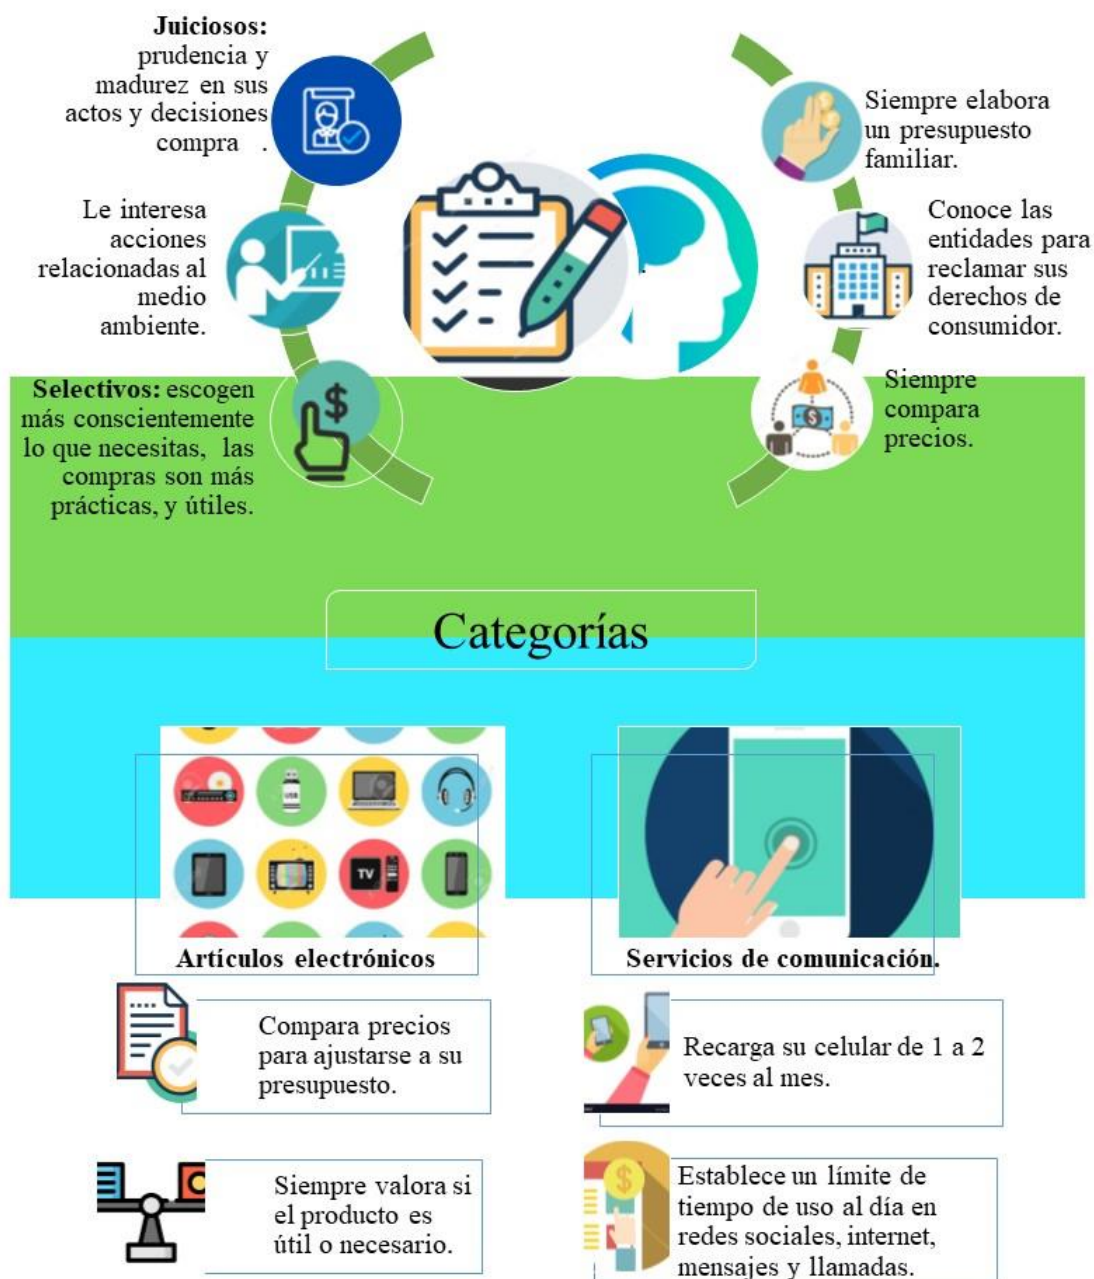 Juiciosos:
prudencia y
madurez en sus
actos y decisiones
compra .
Le interesa
acciones
relacionadas al
medio
ambiente.
Selectivos: escogen
más conscientemente
lo que necesitas, las
compras son más
prácticas, y útiles.
Siempre elabora
un presupuesto
familiar.
Conoce las
entidades para
reclamar sus
derechos de
consumidor.
Siempre
compara
precios.
Categorías
USB
TV
Artículos electrónicos
Compara precios
para ajustarse a su
presupuesto.
Siempre valora si
el producto es
útil o necesario.
Servicios de comunicación.
Recarga su celular de 1 a 2
veces al mes.
Establece un límite de
tiempo de uso al día en
redes sociales, internet,
mensajes y llamadas.